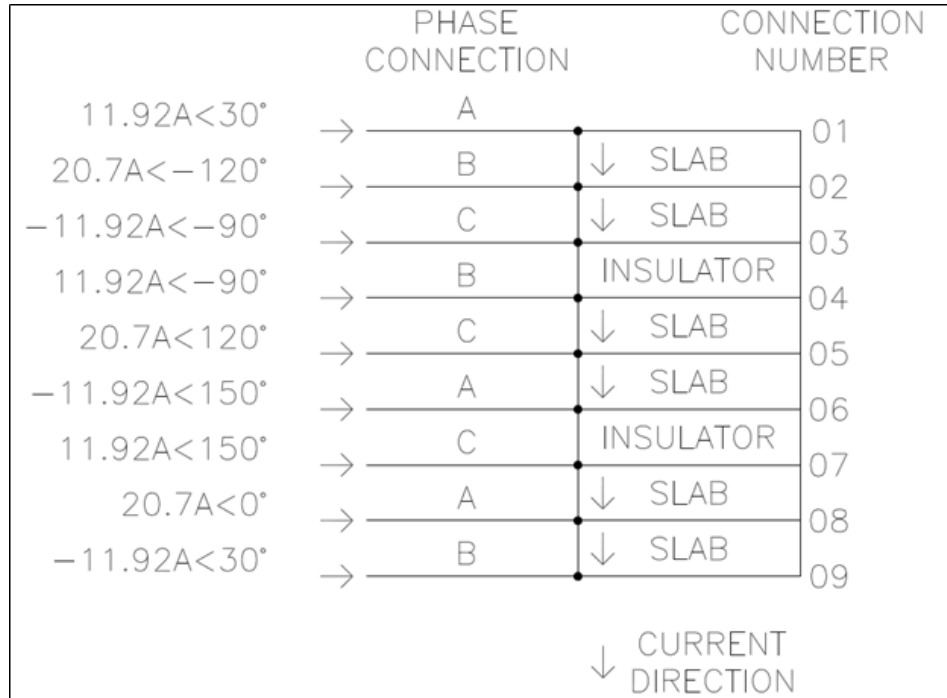 PHASE CONNECTION
CONNECTION NUMBER
11.92A<30° A 01
SLAB
20.7A<-120° B 02
SLAB
-11.92A<-90° C 03
INSULATOR
11.92A<-90° B 04
SLAB
20.7A<120° C 05
SLAB
-11.92A<150° A 06
INSULATOR
11.92A<150° C 07
SLAB
20.7A<0° A 08
SLAB
-11.92A<30° B 09
CURRENT
DIRECTION